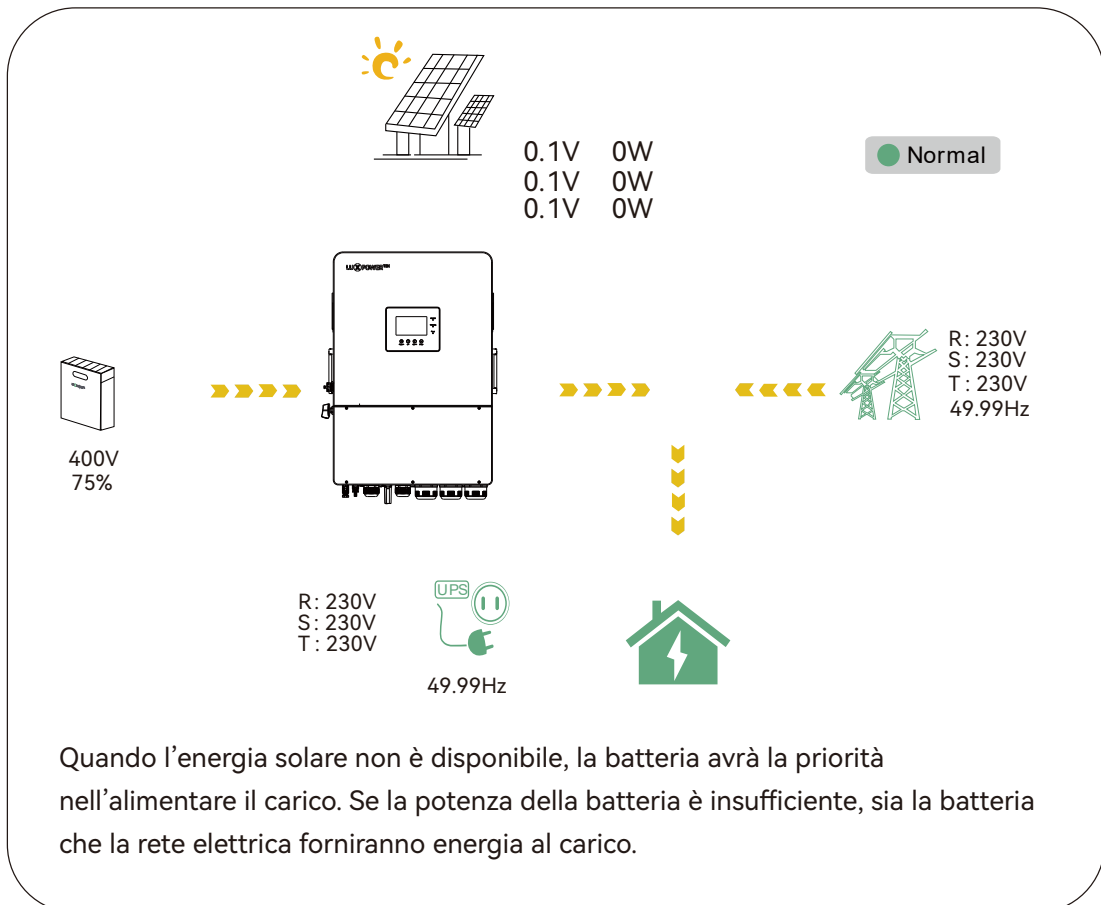 0.1V 0W
0.1V 0W
0.1V 0W
Normal
LUXPOWERTEK
R: 230V
S: 230V
T: 230V
49.99Hz
400V
75%
UPS
R: 230V
S: 230V
T: 230V
49.99Hz
Quando l’energia solare non è disponibile, la batteria avrà la priorità
nell’alimentare il carico. Se la potenza della batteria è insufficiente, sia la batteria
che la rete elettrica forniranno energia al carico.